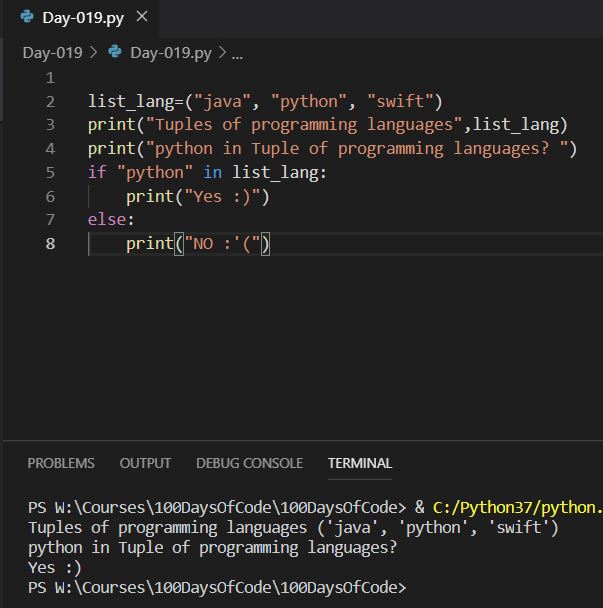 Day-019.py ×
Day-019 > Day-019.py > ...
1
2 list_lang=("java", "python", "swift")
3 print("Tuples of programming languages",list_lang)
4 print("python in Tuple of programming languages? ")
5 if "python" in list_lang:
6     print("Yes :)")
7 else:
8     print("NO :'(")
PROBLEMS OUTPUT DEBUG CONSOLE TERMINAL
PS W:\Courses\100DaysOfCode\100DaysOfCode> & C:/Python37/python.
Tuples of programming languages ('java', 'python', 'swift')
python in Tuple of programming languages?
Yes :)
PS W:\Courses\100DaysOfCode\100DaysOfCode>